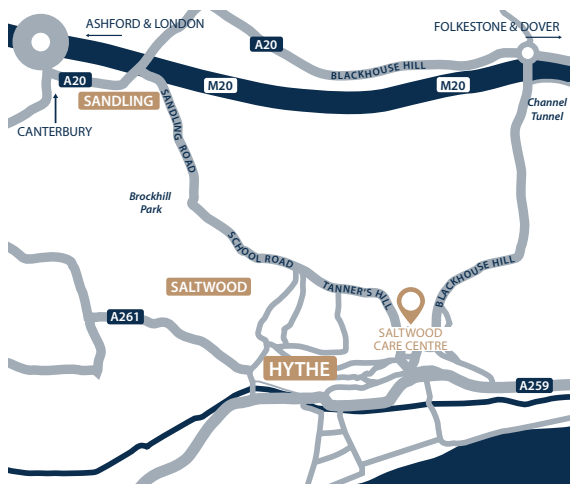 ASHFORD & LONDON
FOLKESTONE & DOVER
A20
BLACKHOUSE HILL
A20
M20
M20
SANDLING
Channel
Tunnel
CANTERBURY
SANDLING ROAD
Brockhill
Park
SCHOOL ROAD
TANNER'S HILL
BLACKHOUSE HILL
SALTWOOD
A261
SALTWOOD
CARE CENTRE
HYTHE
A259